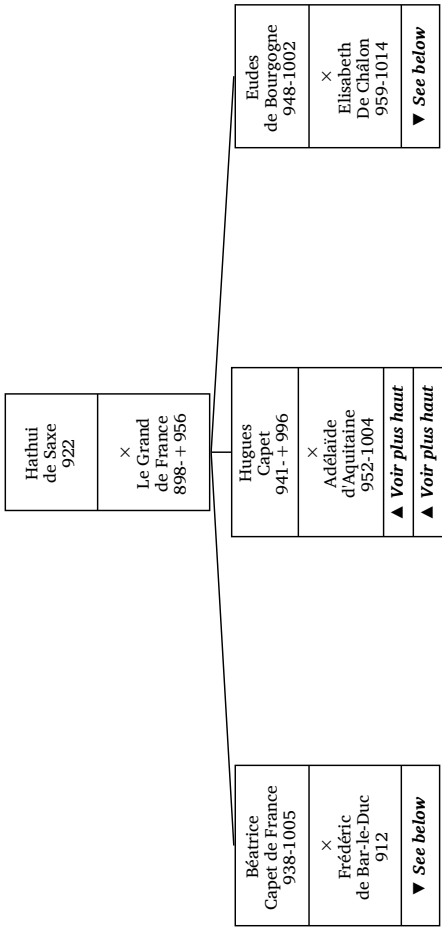 Hathui
de Saxe
922
×
Le Grand
de France
898-+956
Béatrice
Capet de France
938-1005
×
Frédéric
de Bar-le-Duc
912
▼ See below
Hugues
Capet
941-+996
×
Adélaïde
d'Aquitaine
952-1004
▲ Voir plus haut
▲ Voir plus haut
Eudes
de Bourgogne
948-1002
×
Elisabeth
De Châlon
959-1014
▼ See below